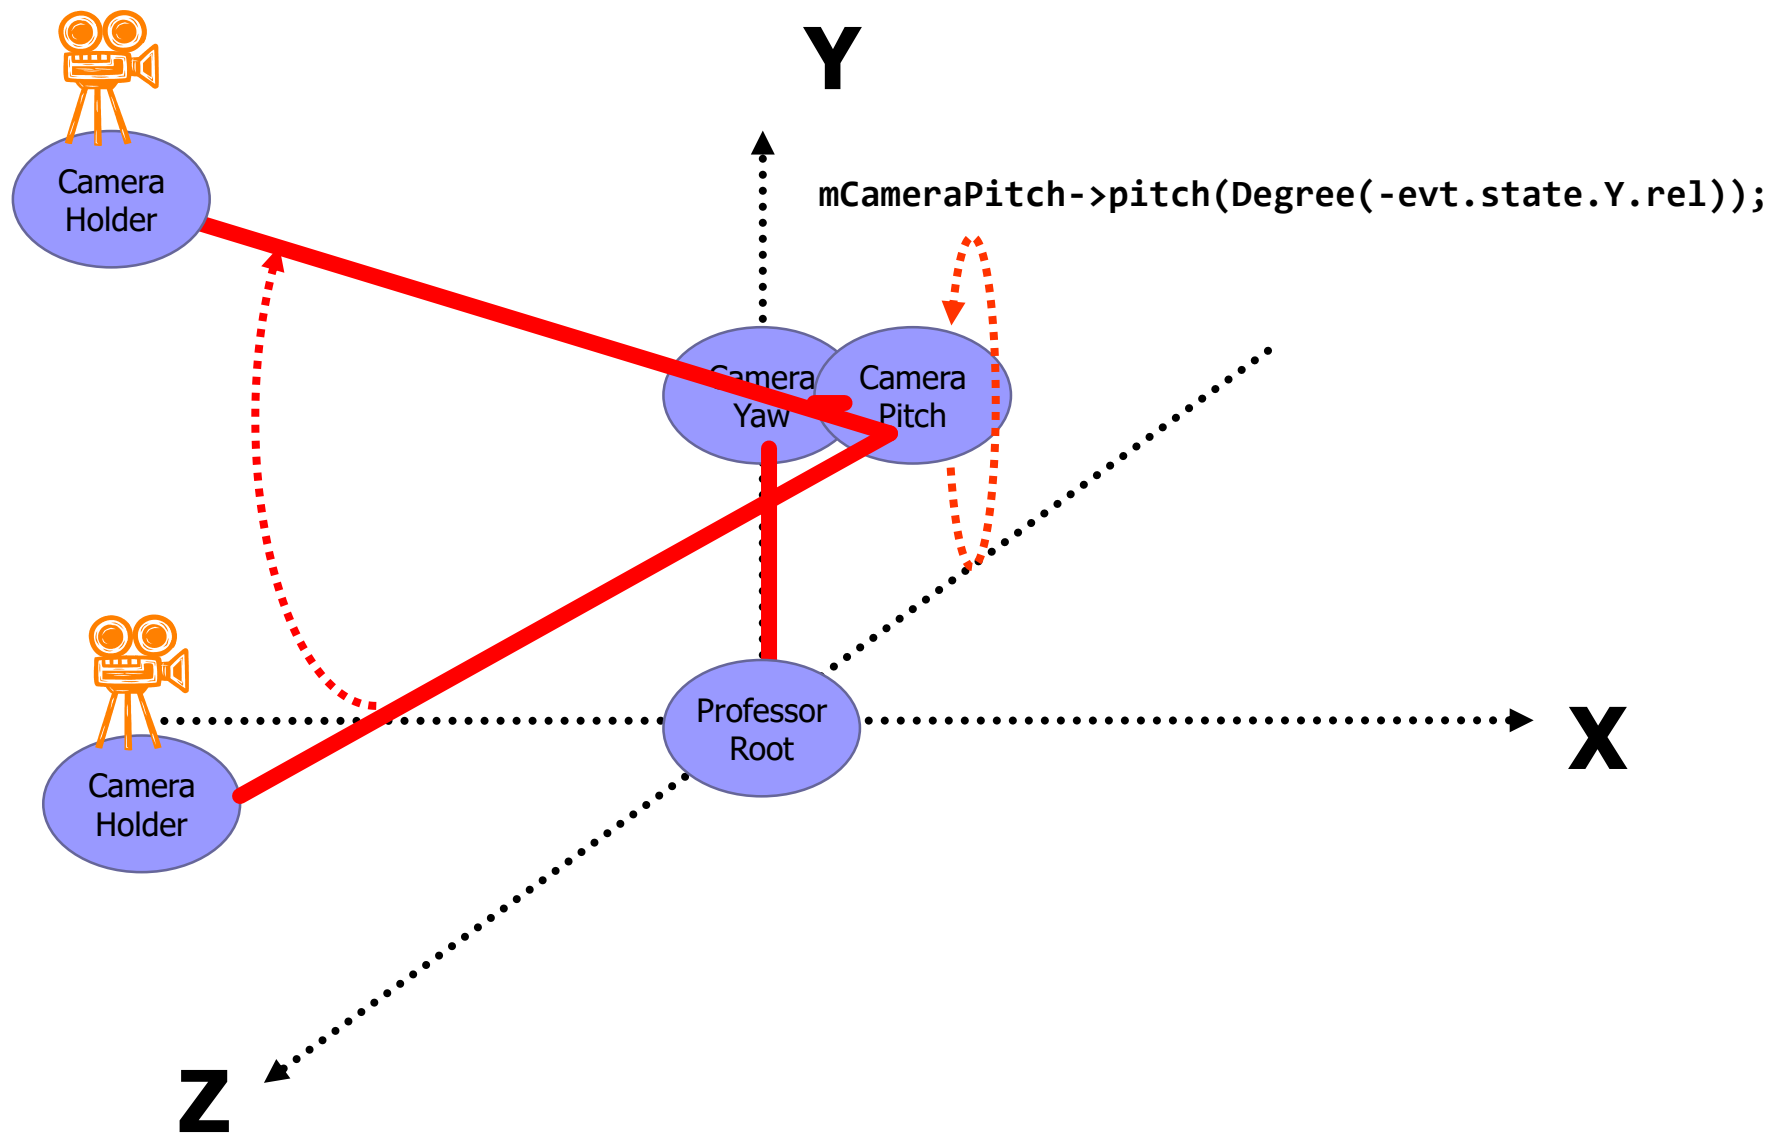 Y
Camera
Holder
mCameraPitch->pitch(Degree(-evt.state.Y.rel));
Camera
Yaw
Camera
Pitch
Professor
Root
X
Camera
Holder
Z